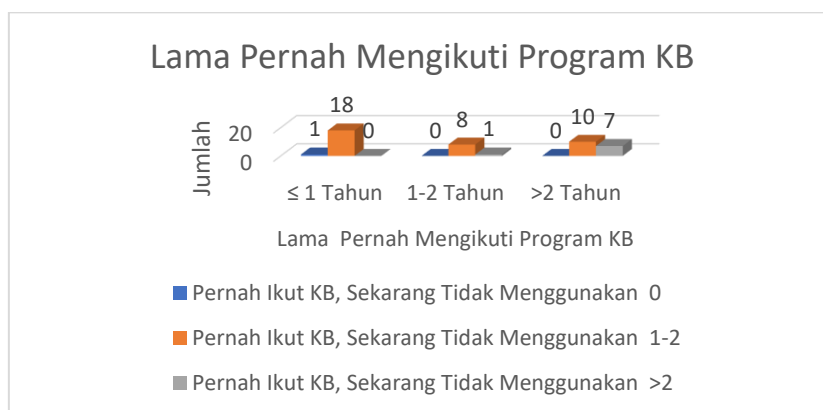 Lama Pernah Mengikuti Program KB
18
1 0 0 8 1 0 10 7
20
0
Jumlah
≤ 1 Tahun 1-2 Tahun >2 Tahun
Lama Pernah Mengikuti Program KB
Pernah Ikut KB, Sekarang Tidak Menggunakan 0
Pernah Ikut KB, Sekarang Tidak Menggunakan 1-2
Pernah Ikut KB, Sekarang Tidak Menggunakan >2